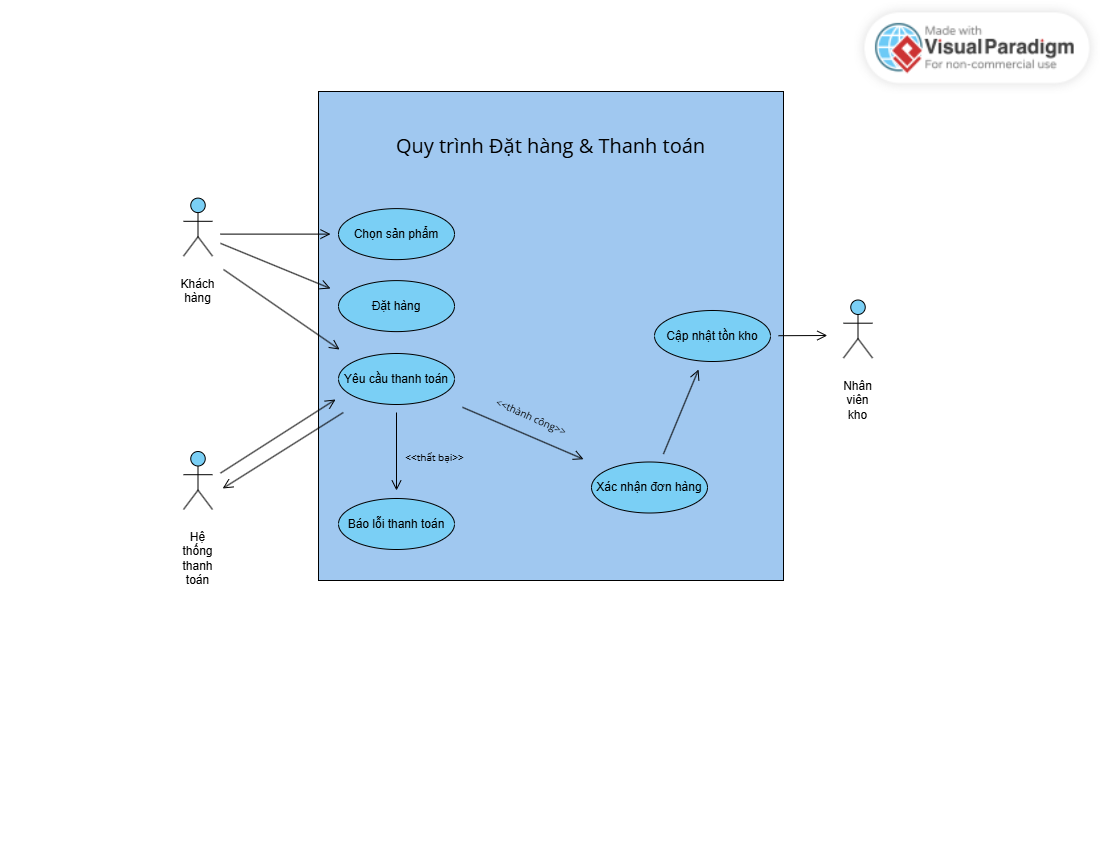 Made with
Visual Paradigm
For non-commercial use
Quy trình Đặt hàng & Thanh toán
Khách
hàng
Chọn sản phẩm
Đặt hàng
Yêu cầu thanh toán
Cập nhật tồn kho
Nhân
viên
kho
<<thành công>>
<<thất bại>>
Xác nhận đơn hàng
Báo lỗi thanh toán
Hệ
thống
thanh
toán